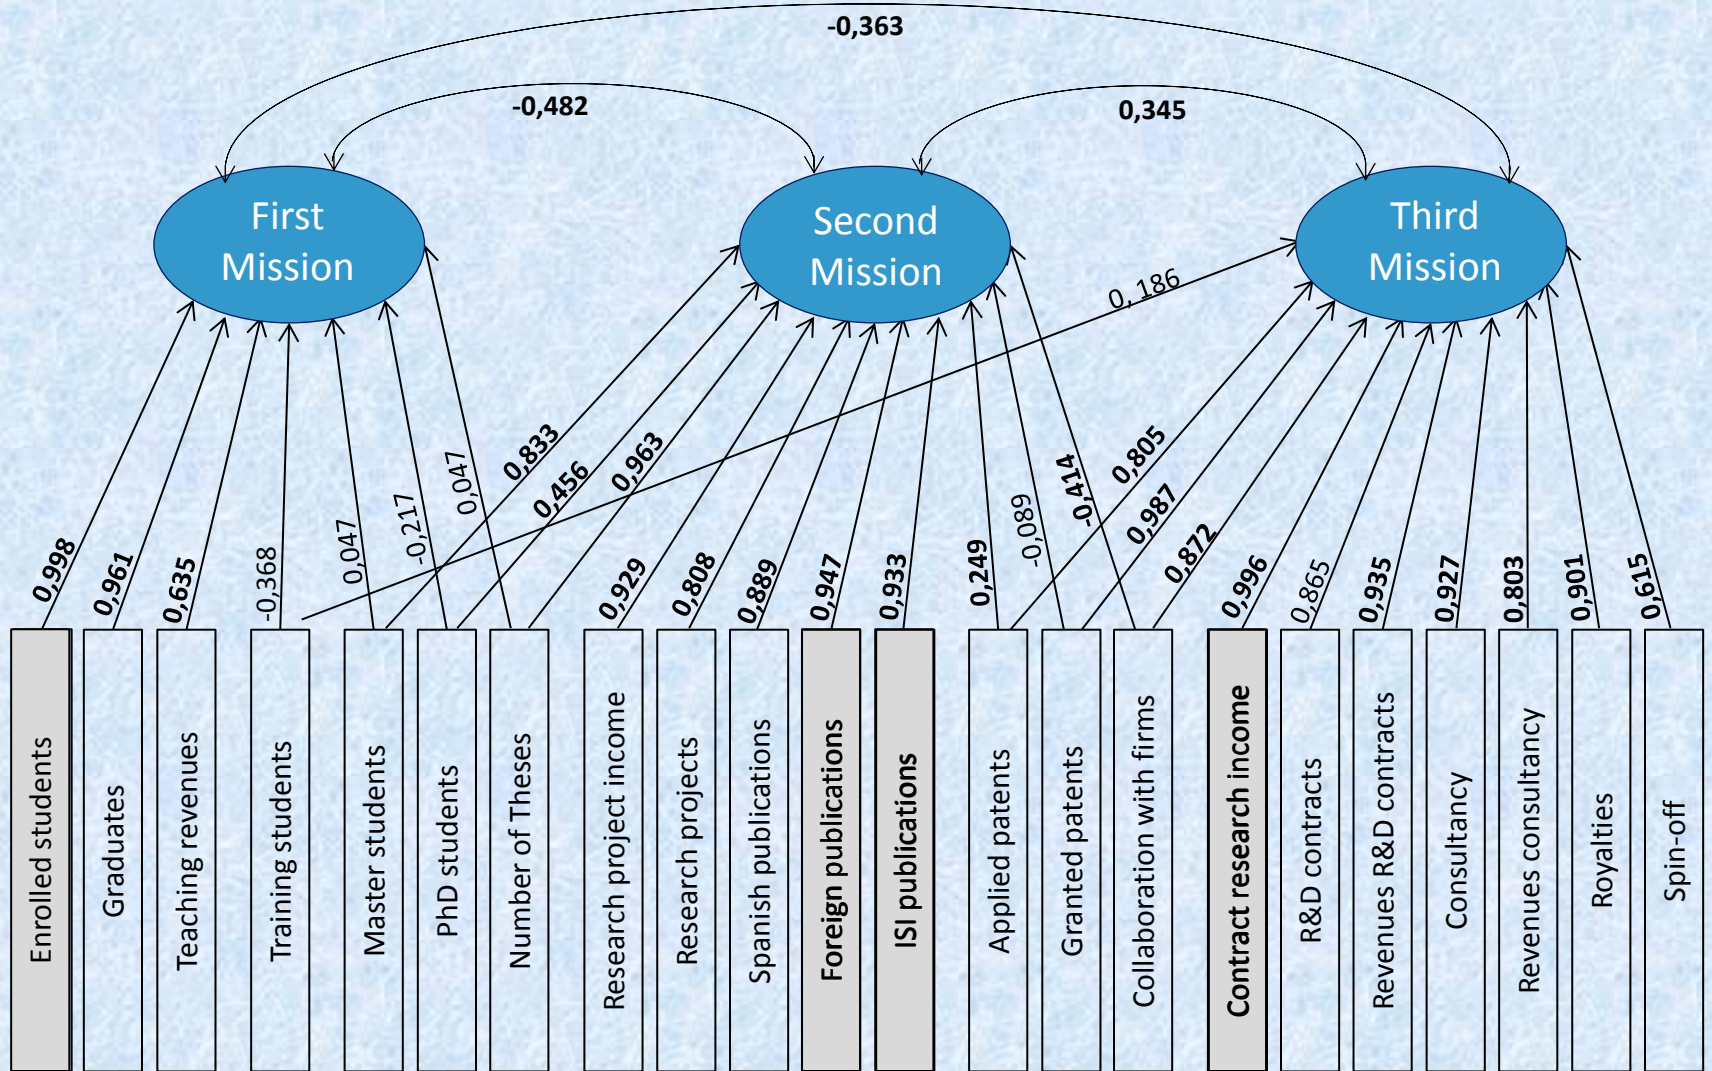 -0,363
-0,482
0,345
First
Mission
Second
Mission
Third
Mission
0, 186
0,998
0,961
0,635
-0,368
0,047
-0,217
0,047
0,833
0,456
0,963
0,929
0,808
0,889
0,947
0,933
0,249
-0,089
-0,414
0,805
0,987
0,872
0,996
0,865
0,935
0,927
0,803
0,901
0,615
Enrolled students
Graduates
Teaching revenues
Training students
Master students
PhD students
Number of Theses
Research project income
Research projects
Spanish publications
Foreign publications
ISI publications
Applied patents
Granted patents
Collaboration with firms
Contract research income
R&D contracts
Revenues R&D contracts
Consultancy
Revenues consultancy
Royalties
Spin-off